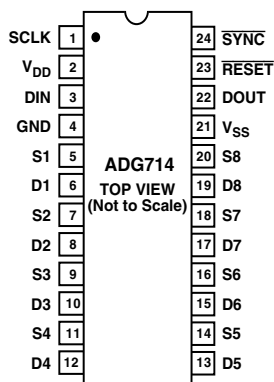 SCLK 1 24 S̅Y̅N̅C̅
VDD 2 23 R̅E̅S̅E̅T̅
DIN 3 22 DOUT
GND 4 21 VSS
S1 5 20 S8
D1 6 ADG714 19 D8
S2 7 TOP VIEW 18 S7
D2 8 (Not to Scale) 17 D7
S3 9 16 S6
D3 10 15 D6
S4 11 14 S5
D4 12 13 D5